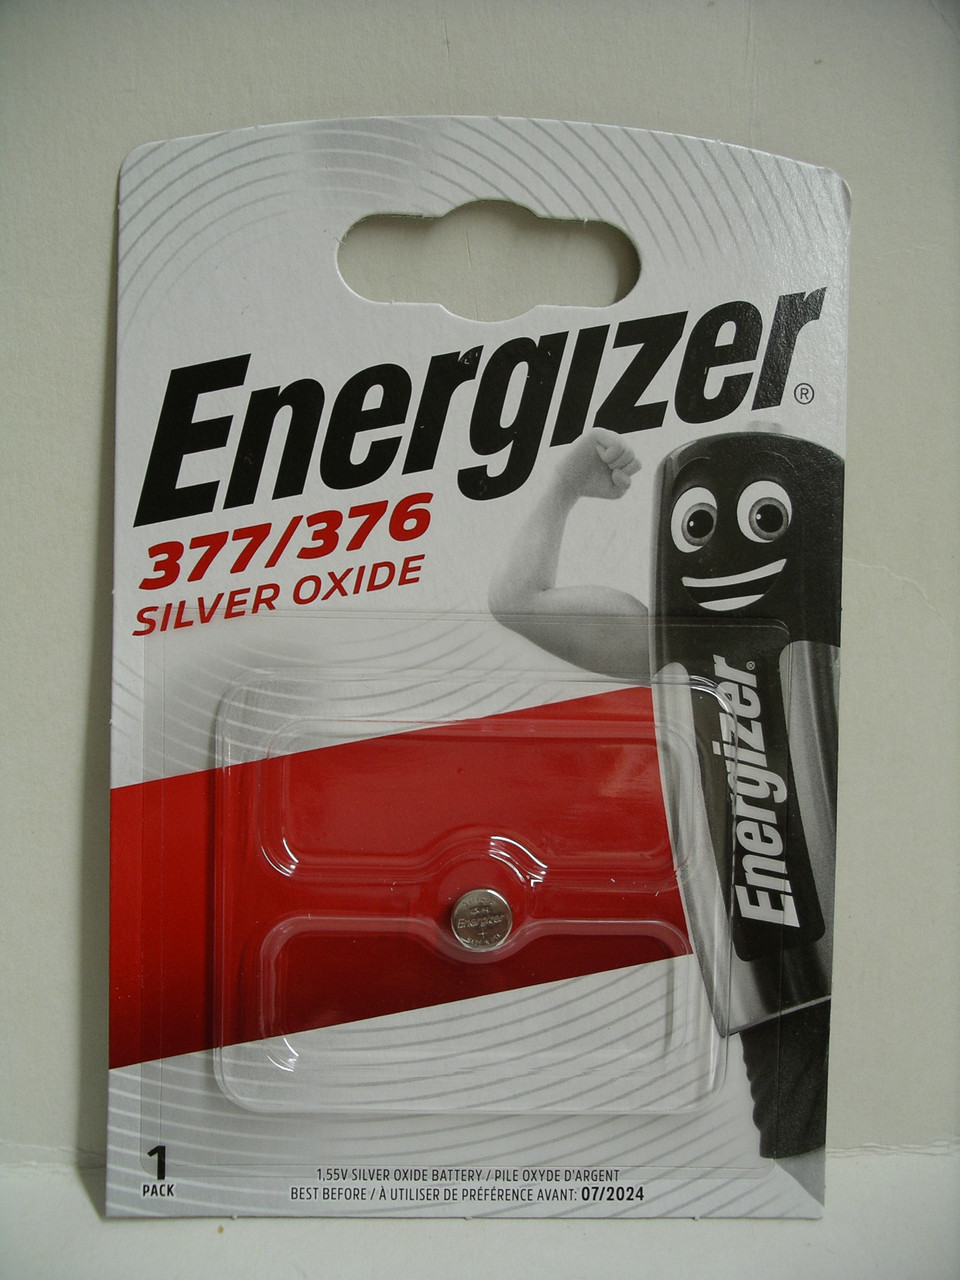 Energizer®
377/376
SILVER OXIDE
Energizer®
Energizer
1
PACK
1,55V SILVER OXIDE BATTERY / PILE OXYDE D'ARGENT
BEST BEFORE / À UTILISER DE PRÉFÉRENCE AVANT: 07/2024